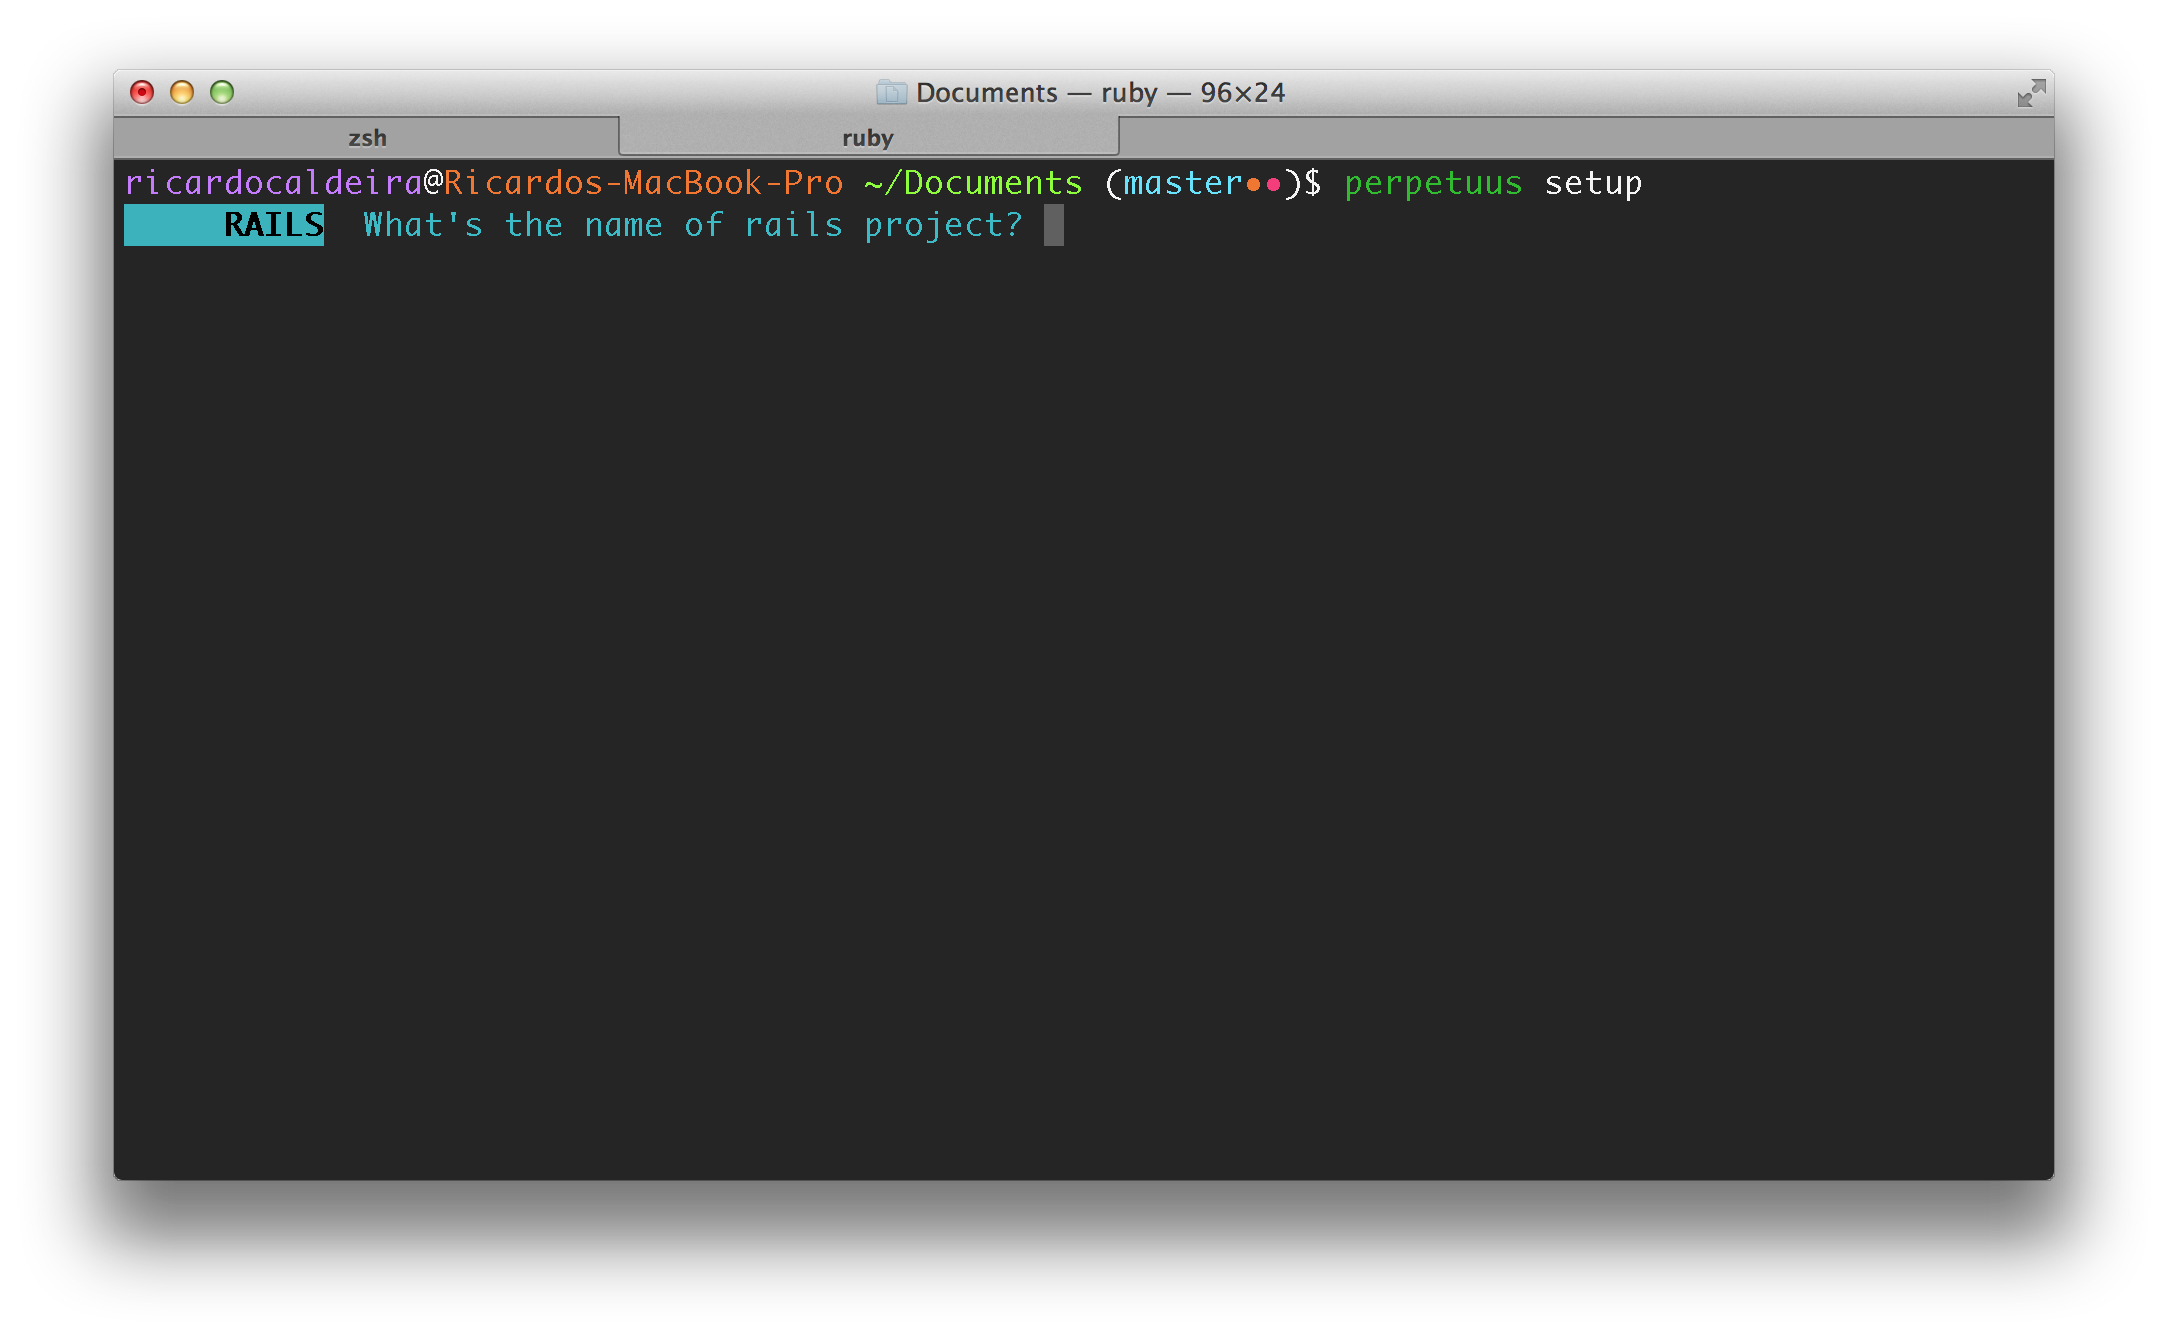 Documents — ruby — 96×24
zsh ruby
ricardocaldeira@Ricardos-MacBook-Pro ~/Documents (master••)$ perpetuus setup
RAILS What's the name of rails project?